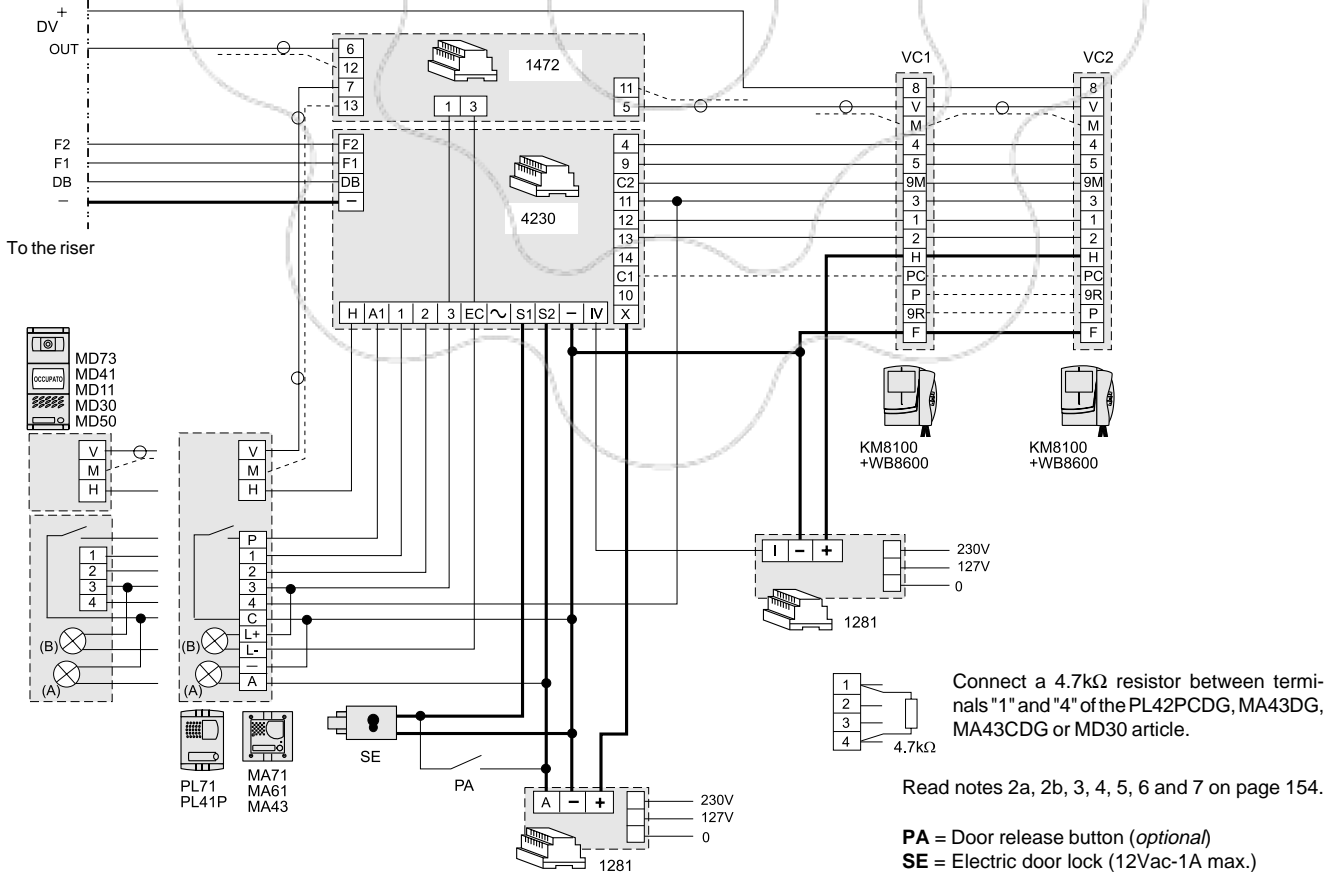 +
DV
OUT
F2
F1
DB
–
To the riser
6
12
7
13
1472
1 3
11
5
F2
F1
DB
–
4230
4
9
C2
11
12
13
14
C1
10
X
H A1 1 2 3 EC ~ S1 S2 – IV
VC1
8
V
M
4
5
9M
3
1
2
H
PC
P
9R
F
VC2
8
V
M
4
5
9M
3
1
2
H
PC
9R
P
F
KM8100
+WB8600
KM8100
+WB8600
OCCUPATO
MD73
MD41
MD11
MD30
MD50
V
M
H
1
2
3
4
(B)
(A)
V
M
H
P
1
2
3
4
C
L+
L-
–
A
(B)
(A)
PL71
PL41P
MA71
MA61
MA43
SE
PA
A – +
230V
127V
0
1281
I – +
230V
127V
0
1281
1
2
3
4
4.7kΩ
Connect a 4.7kΩ resistor between termi-
nals "1" and "4" of the PL42PCDG, MA43DG,
MA43CDG or MD30 article.
Read notes 2a, 2b, 3, 4, 5, 6 and 7 on page 154.
PA = Door release button (optional)
SE = Electric door lock (12Vac-1A max.)